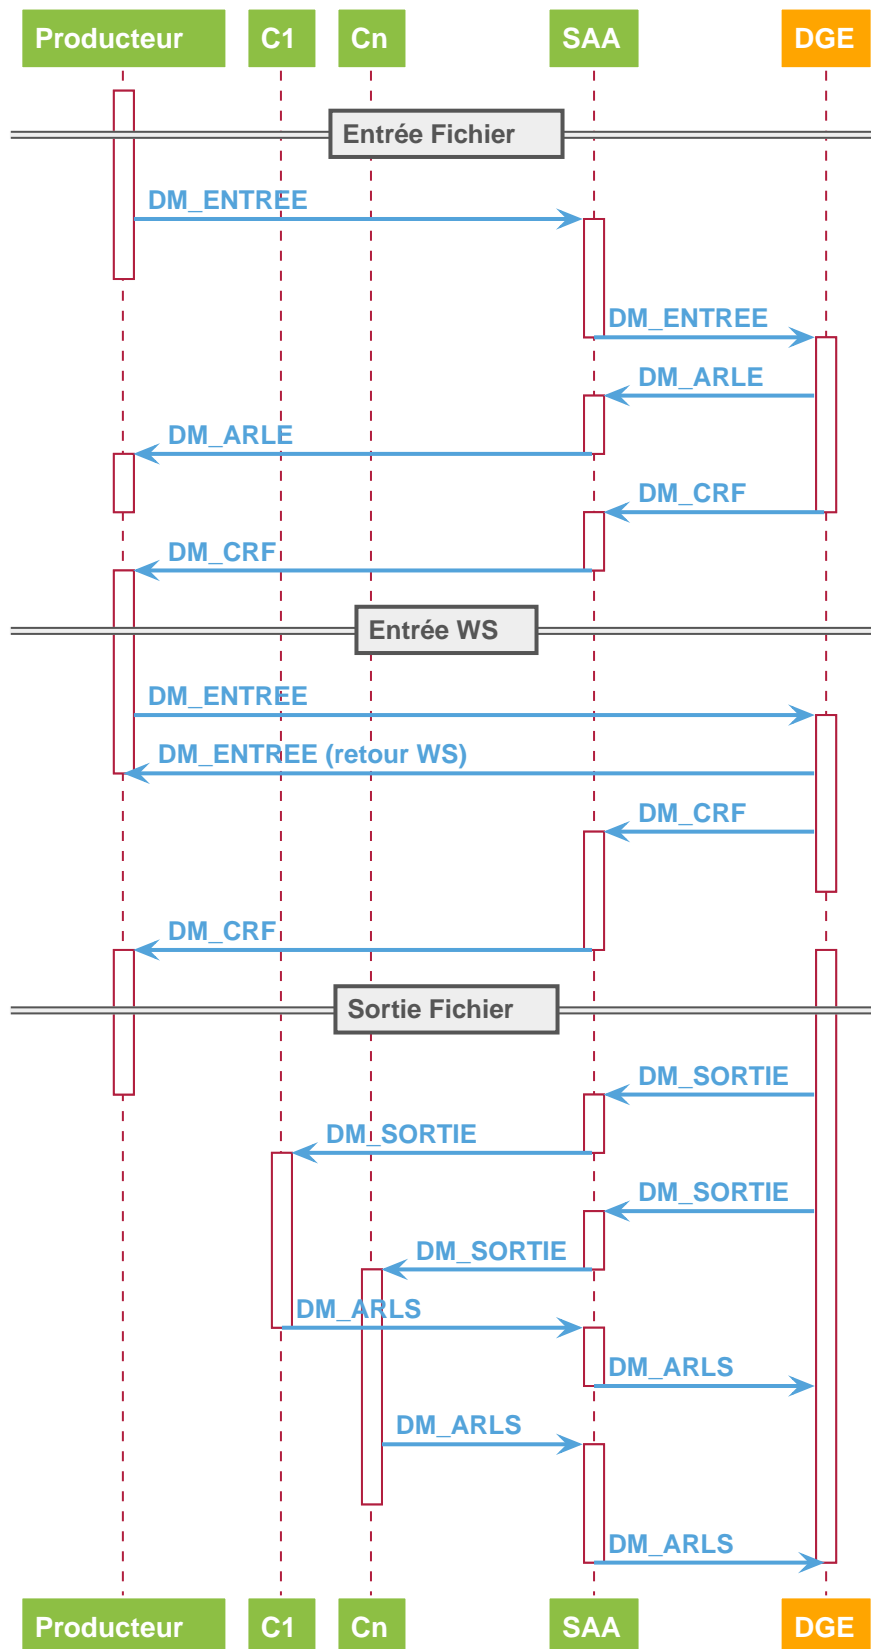 Producteur C1 Cn SAA DGE
Entrée Fichier
DM_ENTREE
DM_ENTREE
DM_ARLE
DM_ARLE
DM_CRF
DM_CRF
Entrée WS
DM_ENTREE
DM_ENTREE (retour WS)
DM_CRF
DM_CRF
Sortie Fichier
DM_SORTIE
DM_SORTIE
DM_SORTIE
DM_SORTIE
DM_ARLS
DM_ARLS
DM_ARLS
DM_ARLS
Producteur C1 Cn SAA DGE